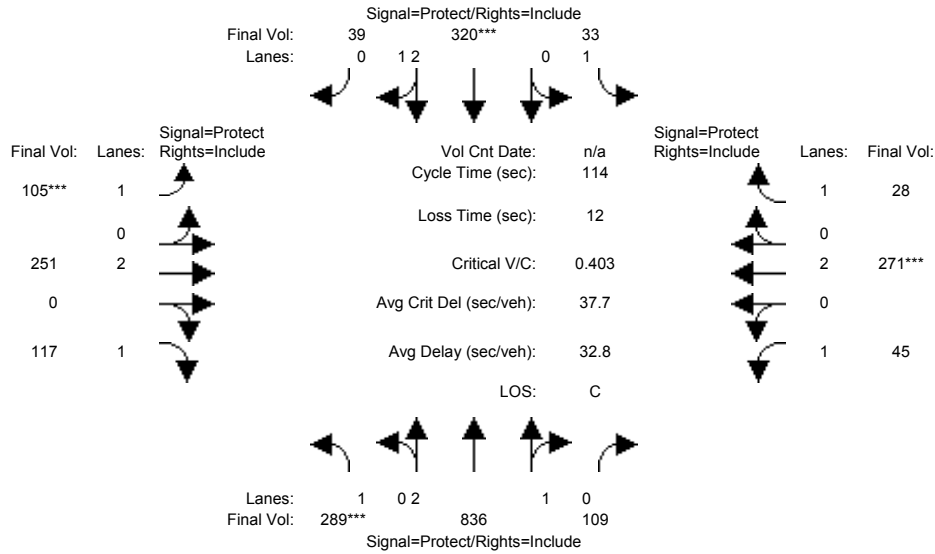 Signal=Protect/Rights=Include
Final Vol: 39 320*** 33
Lanes: 0 1 2 0 1
Signal=Protect
Final Vol: Lanes: Rights=Include
Vol Cnt Date: n/a
Signal=Protect
Rights=Include Lanes: Final Vol:
Cycle Time (sec): 114
105*** 1
1 28
Loss Time (sec): 12
0
0
251 2
Critical V/C: 0.403
2 271***
0
Avg Crit Del (sec/veh): 37.7
0
117 1
Avg Delay (sec/veh): 32.8
1 45
LOS: C
Lanes: 1 0 2 1 0
Final Vol: 289*** 836 109
Signal=Protect/Rights=Include